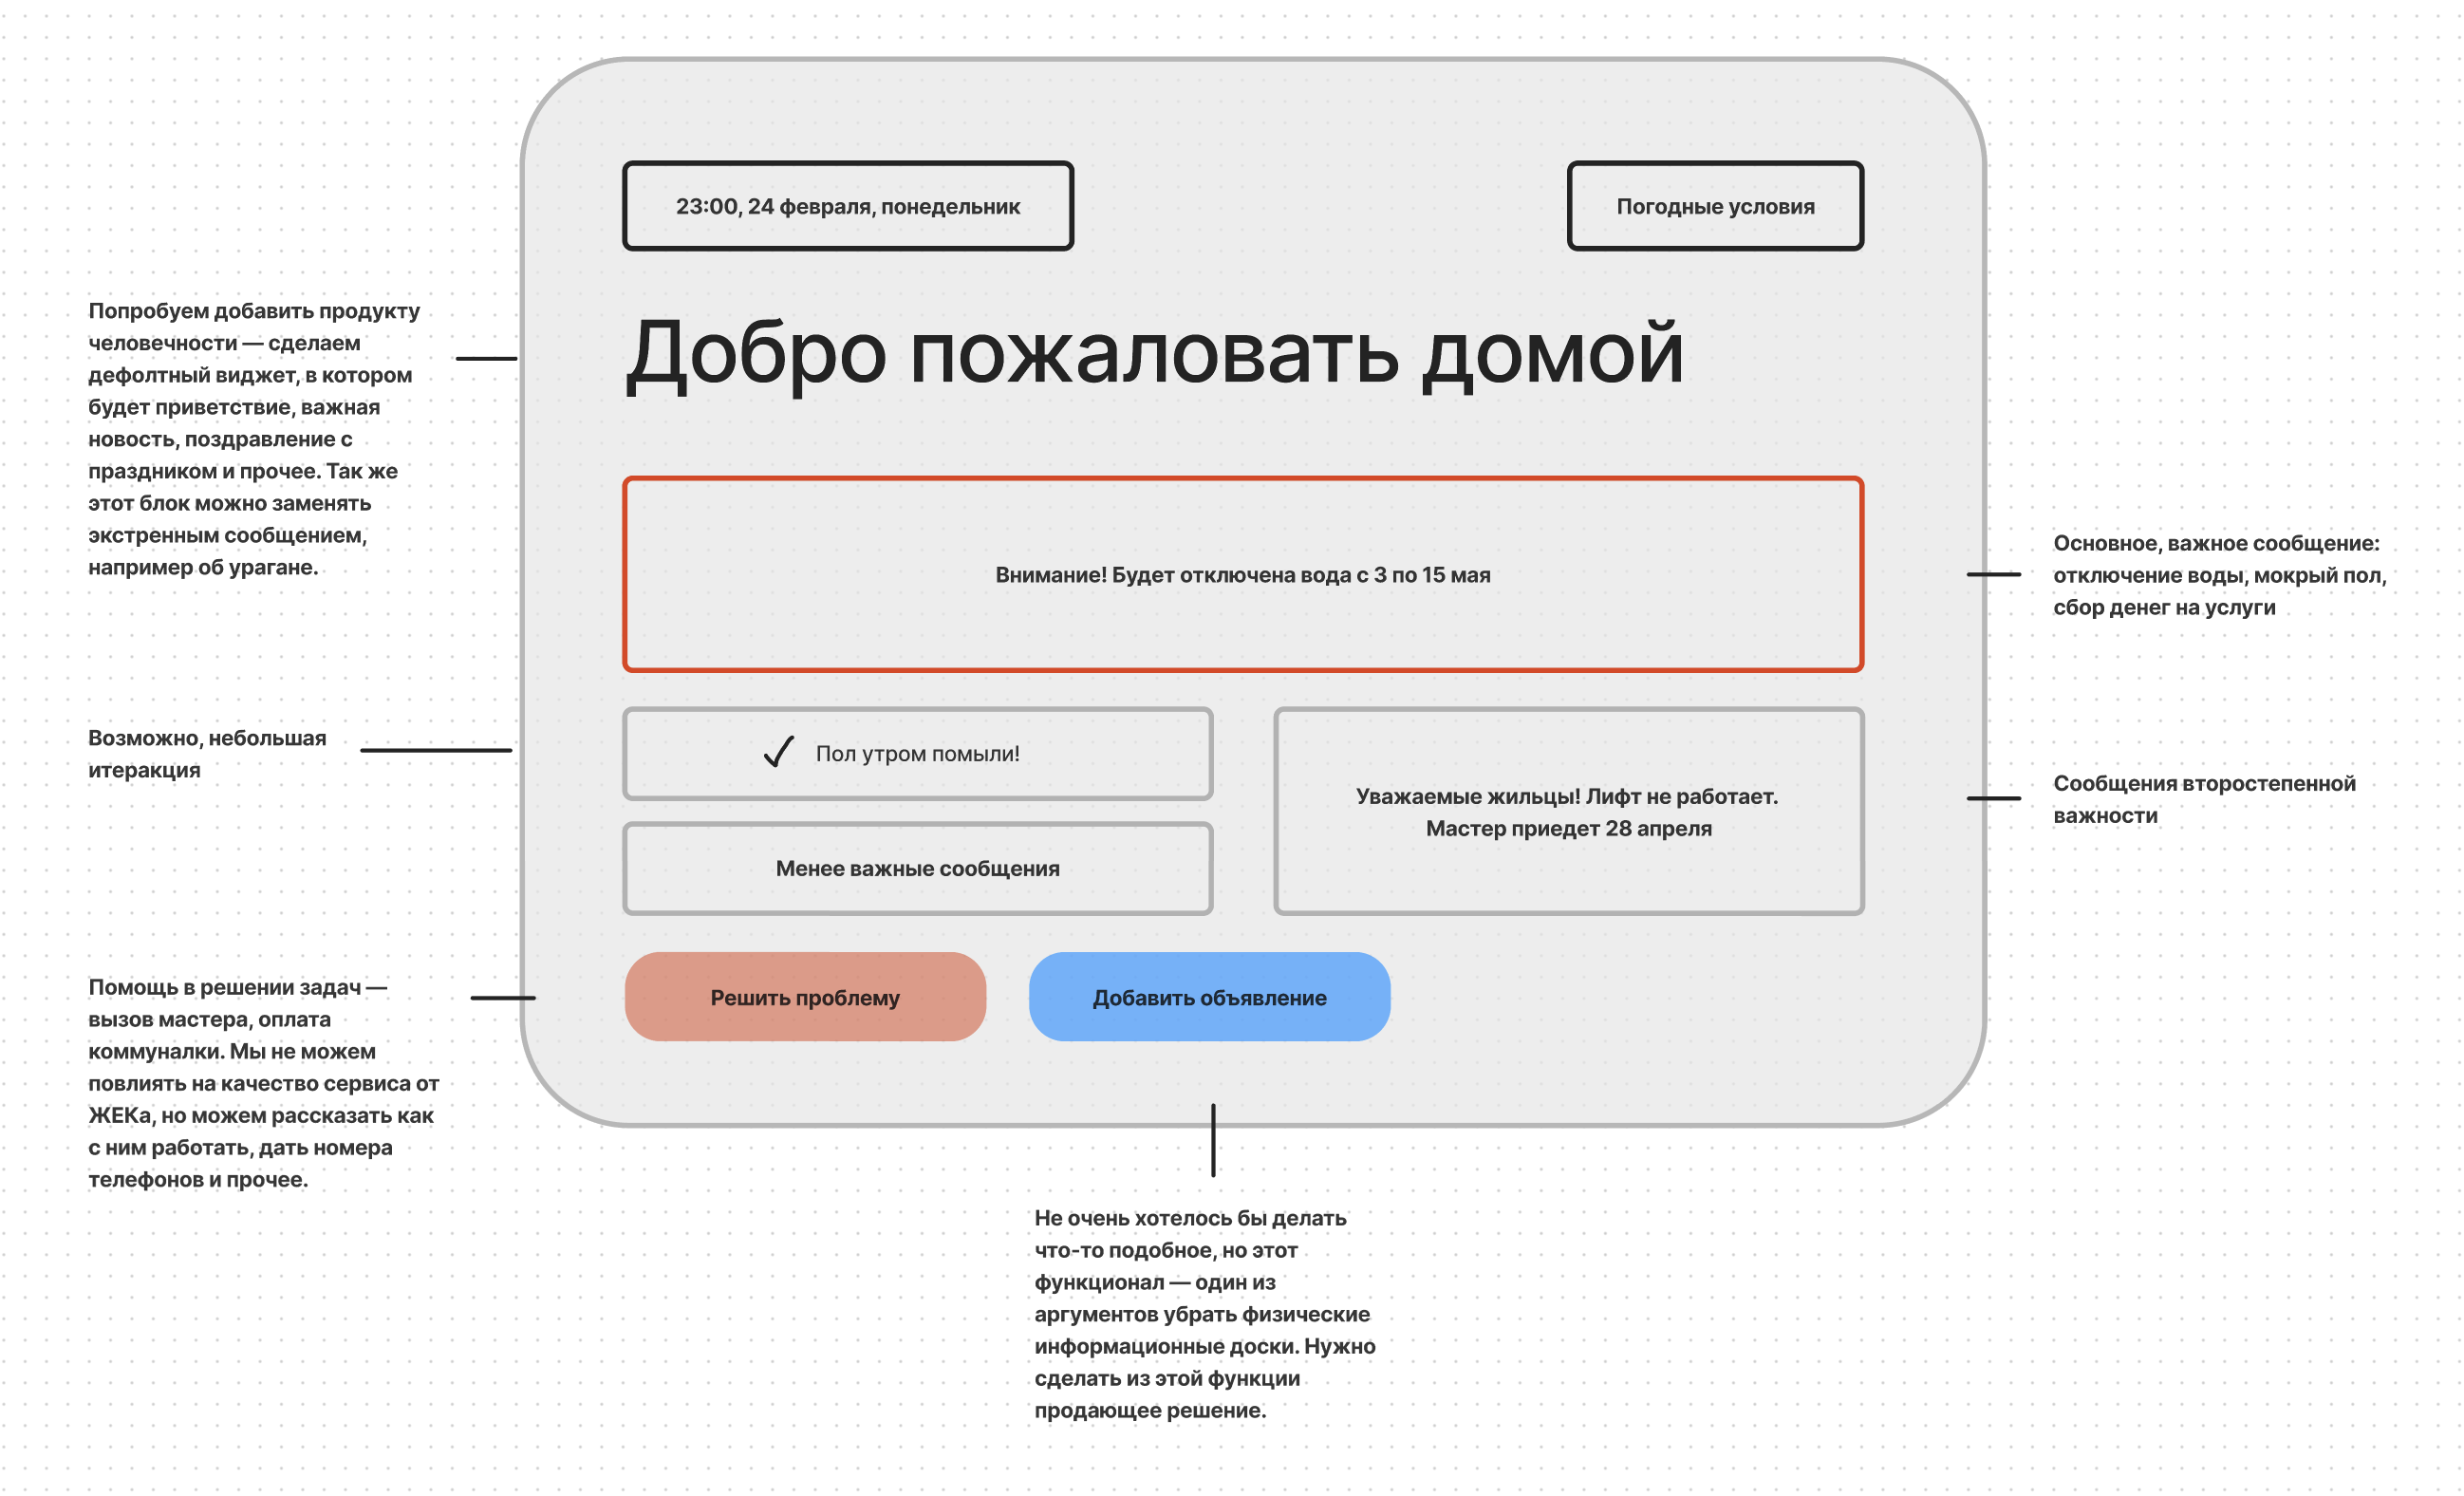 23:00, 24 февраля, понедельник
Погодные условия
Добро пожаловать домой
Попробуем добавить продукту
человечности — сделаем
дефолтный виджет, в котором
будет приветствие, важная
новость, поздравление с
праздником и прочее. Так же
этот блок можно заменять
экстренным сообщением,
например об урагане.
Внимание! Будет отключена вода с 3 по 15 мая
Основное, важное сообщение:
отключение воды, мокрый пол,
сбор денег на услуги
Возможно, небольшая
итеракция
✓ Пол утром помыли!
Менее важные сообщения
Уважаемые жильцы! Лифт не работает.
Мастер приедет 28 апреля
Сообщения второстепенной
важности
Помощь в решении задач —
вызов мастера, оплата
коммуналки. Мы не можем
повлиять на качество сервиса от
ЖЕКа, но можем рассказать как
с ним работать, дать номера
телефонов и прочее.
Решить проблему
Добавить объявление
Не очень хотелось бы делать
что-то подобное, но этот
функционал — один из
аргументов убрать физические
информационные доски. Нужно
сделать из этой функции
продающее решение.